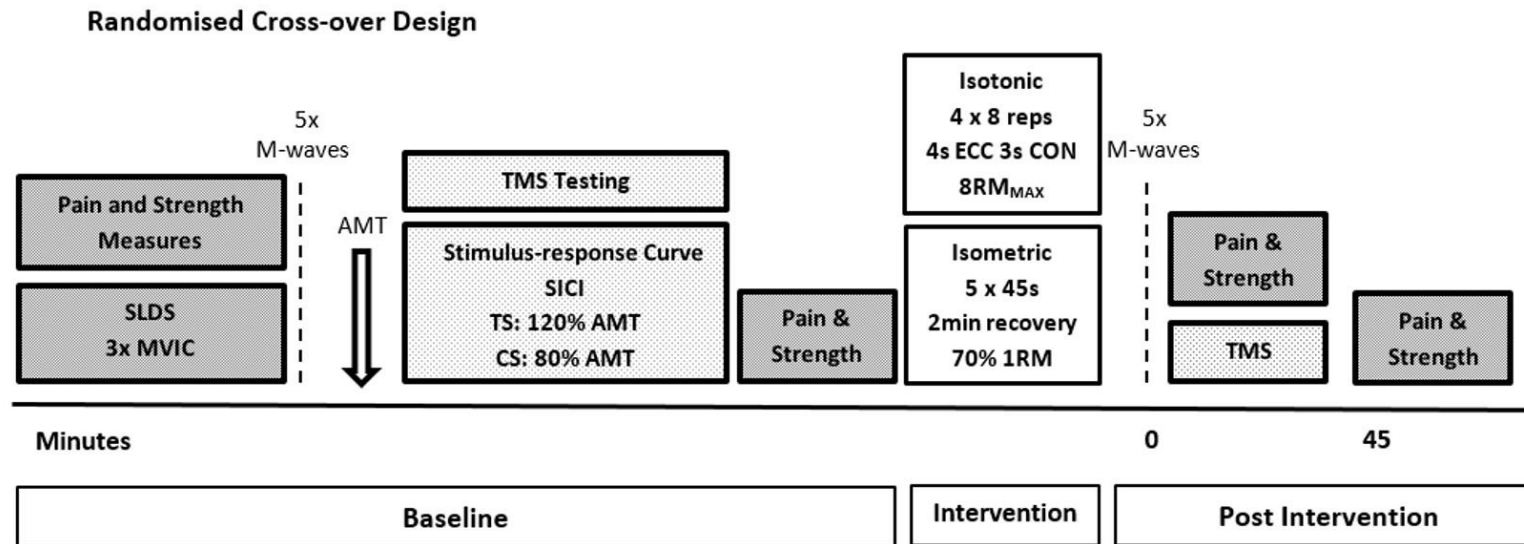 Randomised Cross-over Design
Pain and Strength
Measures
SLDS
3x MVIC
5x
M-waves
AMT
TMS Testing
Stimulus-response Curve
SICI
TS: 120% AMT
CS: 80% AMT
Pain &
Strength
Isotonic
4 x 8 reps
4s ECC 3s CON
8RMMAX
Isometric
5 x 45s
2min recovery
70% 1RM
5x
M-waves
Pain &
Strength
TMS
Pain &
Strength
Minutes
0
45
Baseline
Intervention
Post Intervention